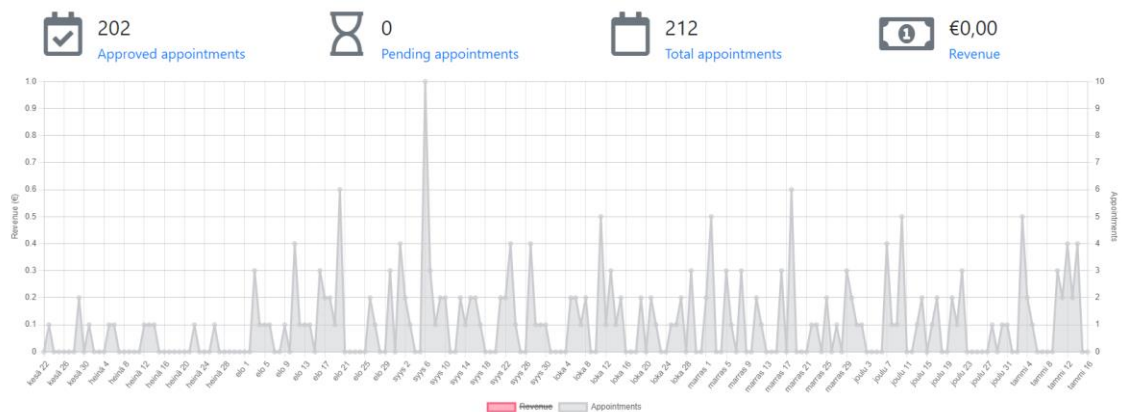 202
Approved appointments
0
Pending appointments
212
Total appointments
€0,00
Revenue
1.0
0.9
0.8
0.7
0.6
0.5
0.4
0.3
0.2
0.1
0
Revenue (€)
10
9
8
7
6
5
4
3
2
1
0
Appointments
kesä 22
kesä 26
kesä 30
heinä 4
heinä 8
heinä 12
heinä 16
heinä 20
heinä 24
heinä 28
elo 1
elo 5
elo 9
elo 13
elo 17
elo 21
elo 25
elo 29
syys 2
syys 6
syys 10
syys 14
syys 18
syys 22
syys 26
syys 30
loka 4
loka 8
loka 12
loka 16
loka 20
loka 24
loka 28
marras 1
marras 5
marras 9
marras 13
marras 17
marras 21
marras 25
marras 29
joulu 3
joulu 7
joulu 11
joulu 15
joulu 19
joulu 23
joulu 27
joulu 31
tammi 4
tammi 8
tammi 12
tammi 16
Revenue Appointments